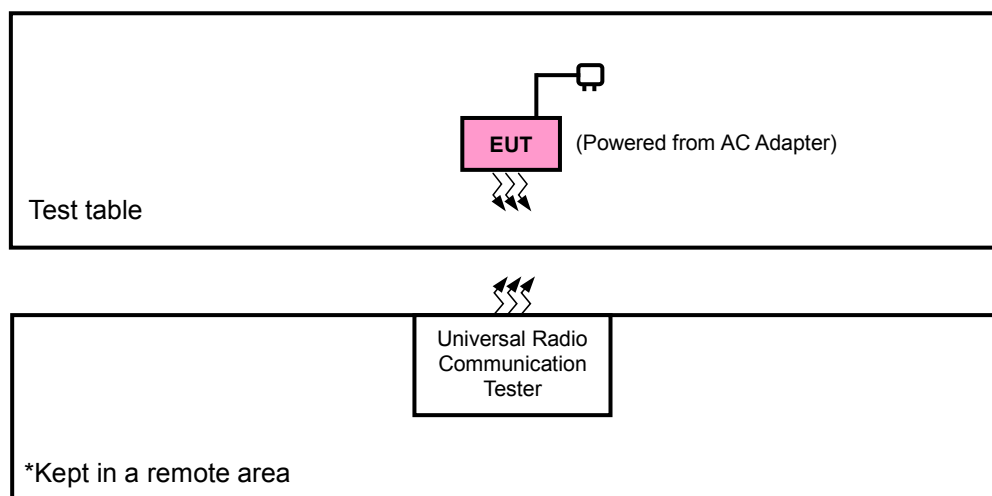 EUT
(Powered from AC Adapter)
Test table
Universal Radio
Communication
Tester
*Kept in a remote area